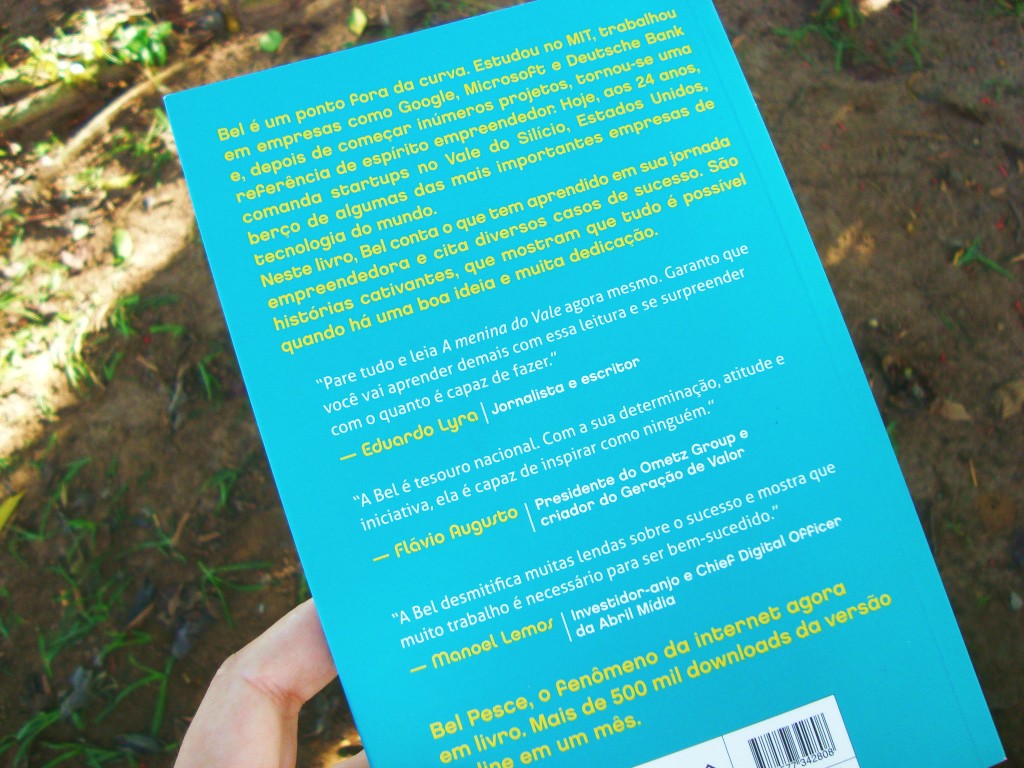 Bel é um ponto fora da curva. Estudou no MIT, trabalhou
em empresas como Google, Microsoft e Deutsche Bank
e, depois de começar inúmeros projetos, tornou-se uma
referência de espírito empreendedor. Hoje, aos 24 anos,
comanda startups no Vale do Silício, Estados Unidos,
berço de algumas das mais importantes empresas de
tecnologia do mundo.
Neste livro, Bel conta o que tem aprendido em sua jornada
empreendedora e cita diversos casos de sucesso. São
histórias cativantes, que mostram que tudo é possível
quando há uma boa ideia e muita dedicação.
“Pare tudo e leia A menina do Vale agora mesmo. Garanto que
você vai aprender demais com essa leitura e se surpreender
com o quanto é capaz de fazer.”
— Eduardo Lyra | Jornalista e escritor
“A Bel é tesouro nacional. Com a sua determinação, atitude e
iniciativa, ela é capaz de inspirar como ninguém.”
— Flávio Augusto | Presidente do Ometz Group e
criador do Geração de Valor
“A Bel desmitifica muitas lendas sobre o sucesso e mostra que
muito trabalho é necessário para ser bem-sucedido.”
— Manoel Lemos | Investidor-anjo e Chief Digital Officer
da Abril Mídia
Bel Pesce, o fenômeno da internet agora
em livro. Mais de 500 mil downloads da versão
line em um mês.
77 342808